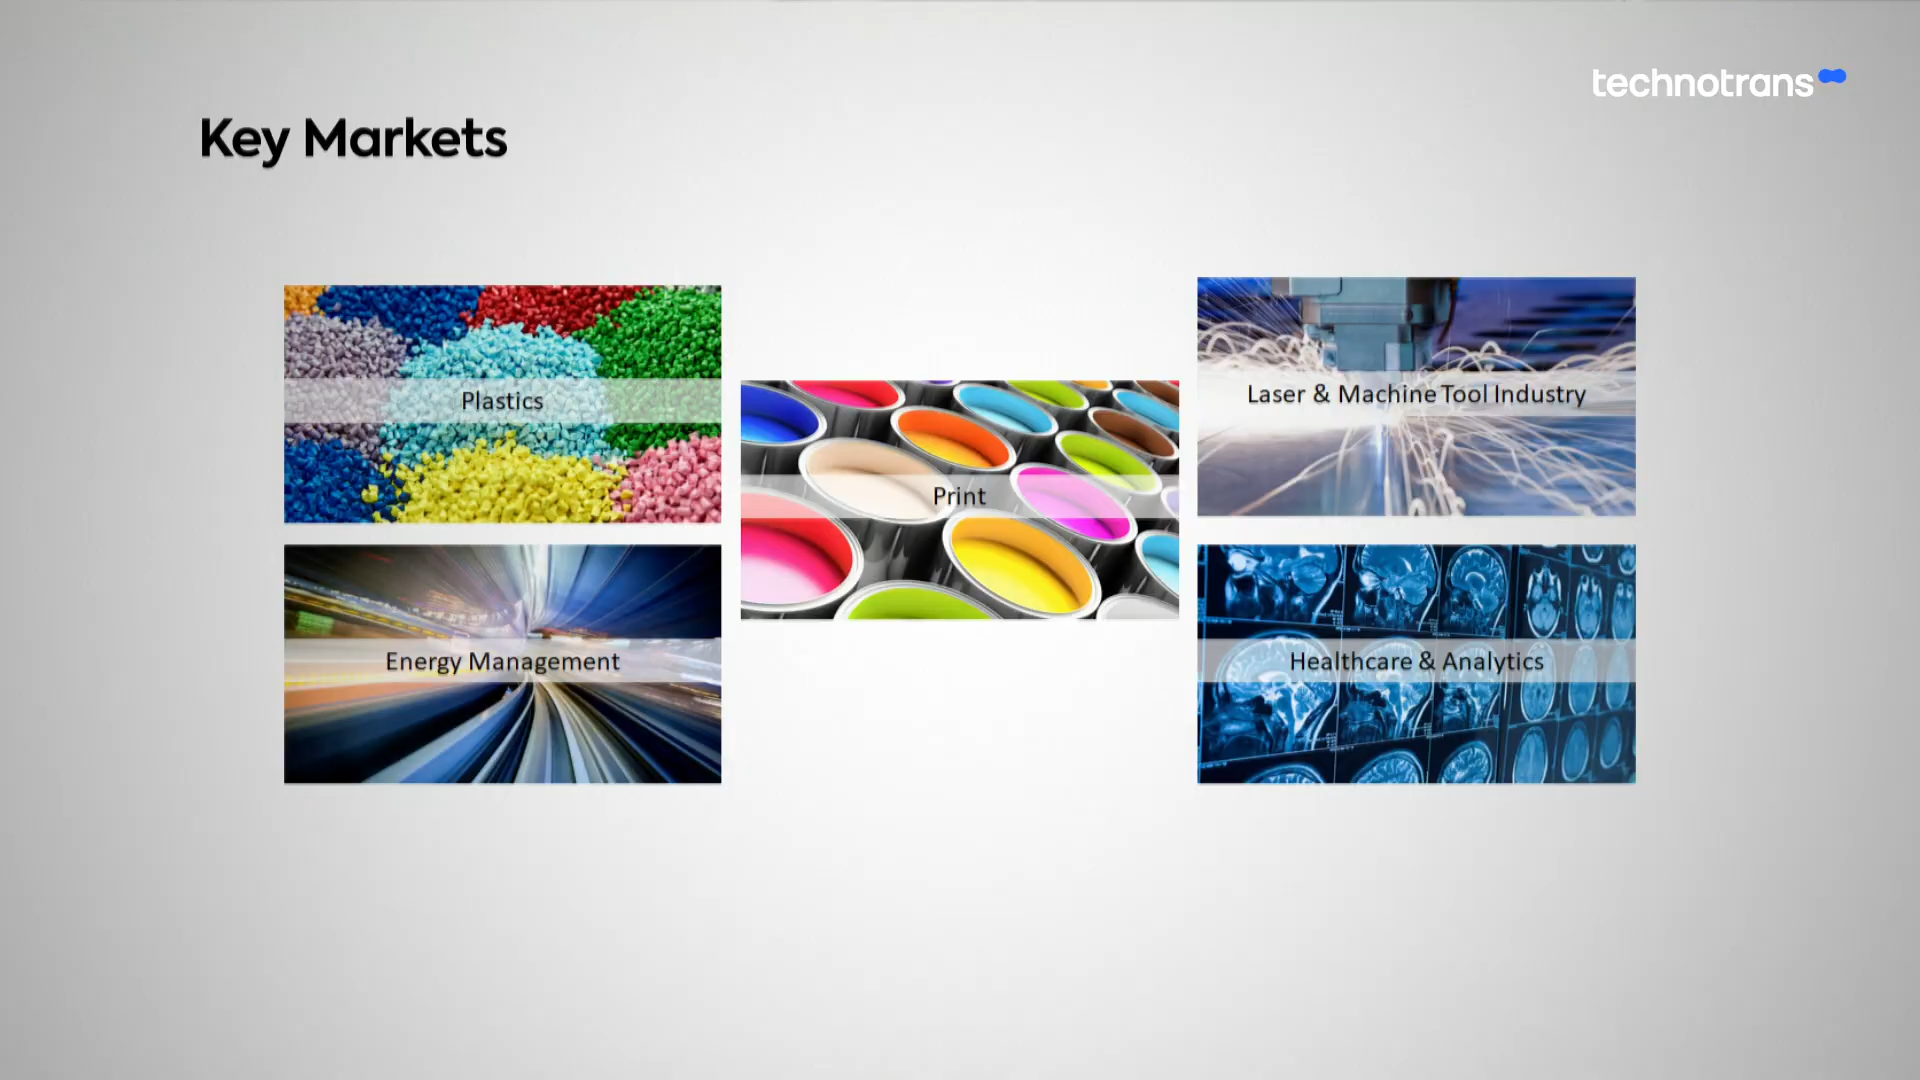 technotrans
Key Markets
Plastics
Print
Laser & Machine Tool Industry
Energy Management
Healthcare & Analytics